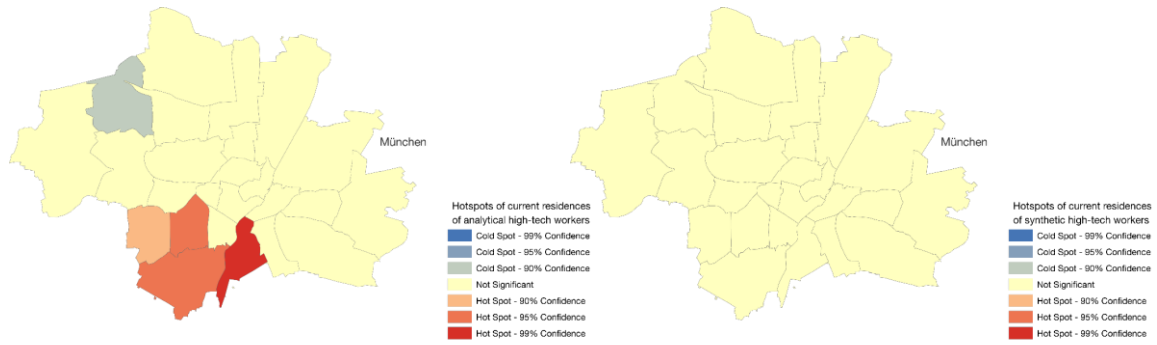 München
Hotspots of current residences
of analytical high-tech workers
Cold Spot - 99% Confidence
Cold Spot - 95% Confidence
Cold Spot - 90% Confidence
Not Significant
Hot Spot - 90% Confidence
Hot Spot - 95% Confidence
Hot Spot - 99% Confidence
München
Hotspots of current residences
of synthetic high-tech workers
Cold Spot - 99% Confidence
Cold Spot - 95% Confidence
Cold Spot - 90% Confidence
Not Significant
Hot Spot - 90% Confidence
Hot Spot - 95% Confidence
Hot Spot - 99% Confidence